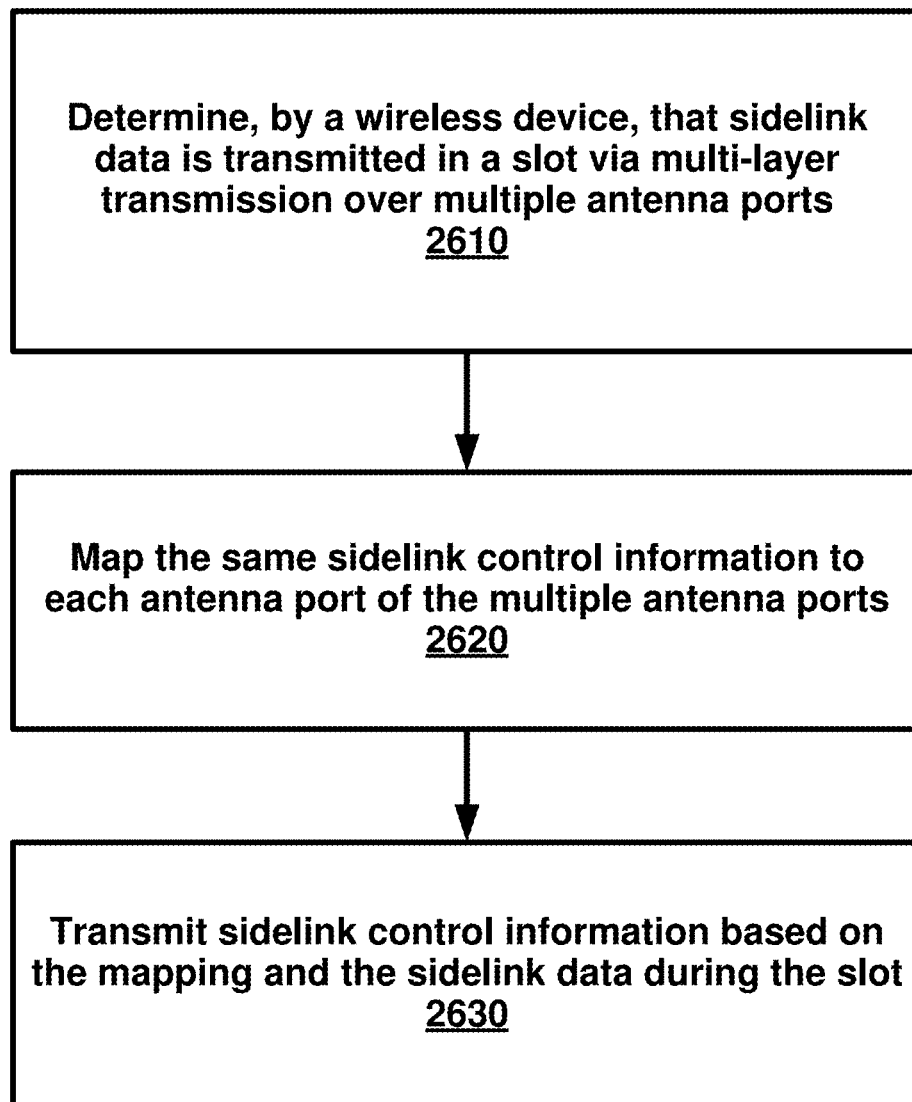 Determine, by a wireless device, that sidelink
data is transmitted in a slot via multi-layer
transmission over multiple antenna ports
2610
Map the same sidelink control information to
each antenna port of the multiple antenna ports
2620
Transmit sidelink control information based on
the mapping and the sidelink data during the slot
2630